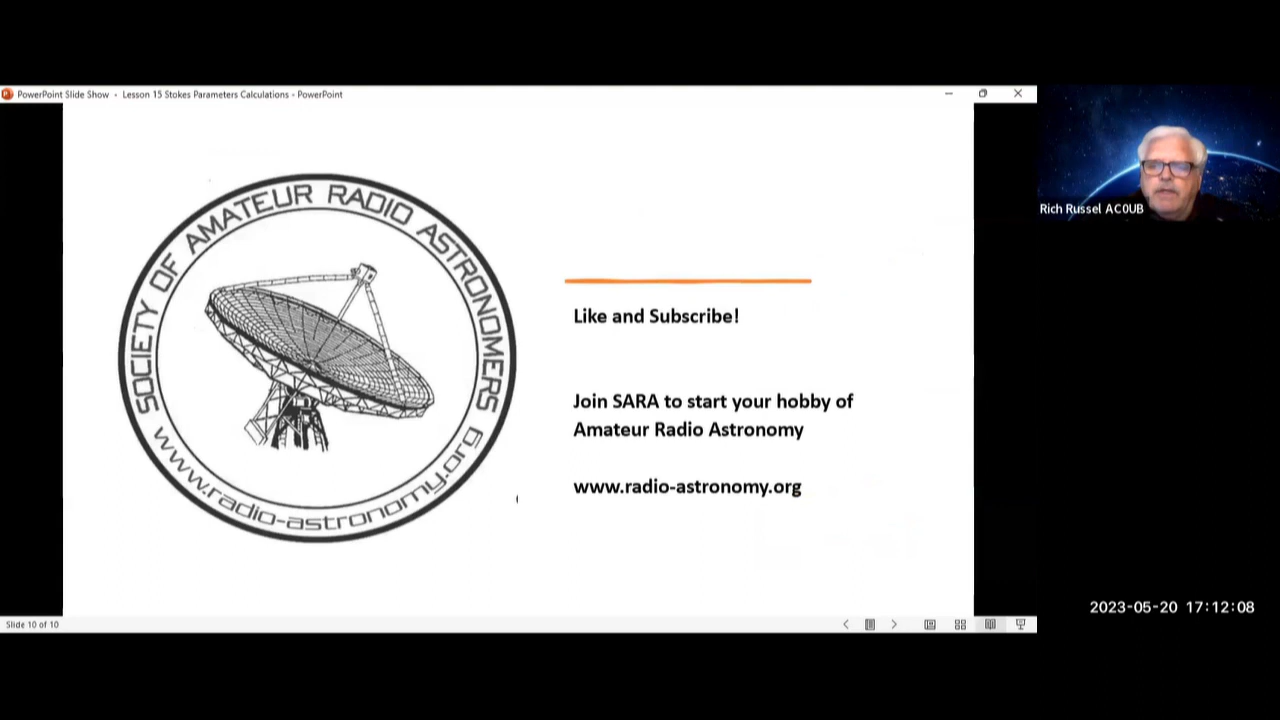 PowerPoint Slide Show - Lesson 15 Stokes Parameters Calculations - PowerPoint
SOCIETY OF AMATEUR RADIO ASTRONOMERS
www.radio-astronomy.org
Like and Subscribe!
Join SARA to start your hobby of
Amateur Radio Astronomy
www.radio-astronomy.org
Rich Russel AC0UB
2023-05-20 17:12:08
Slide 10 of 10